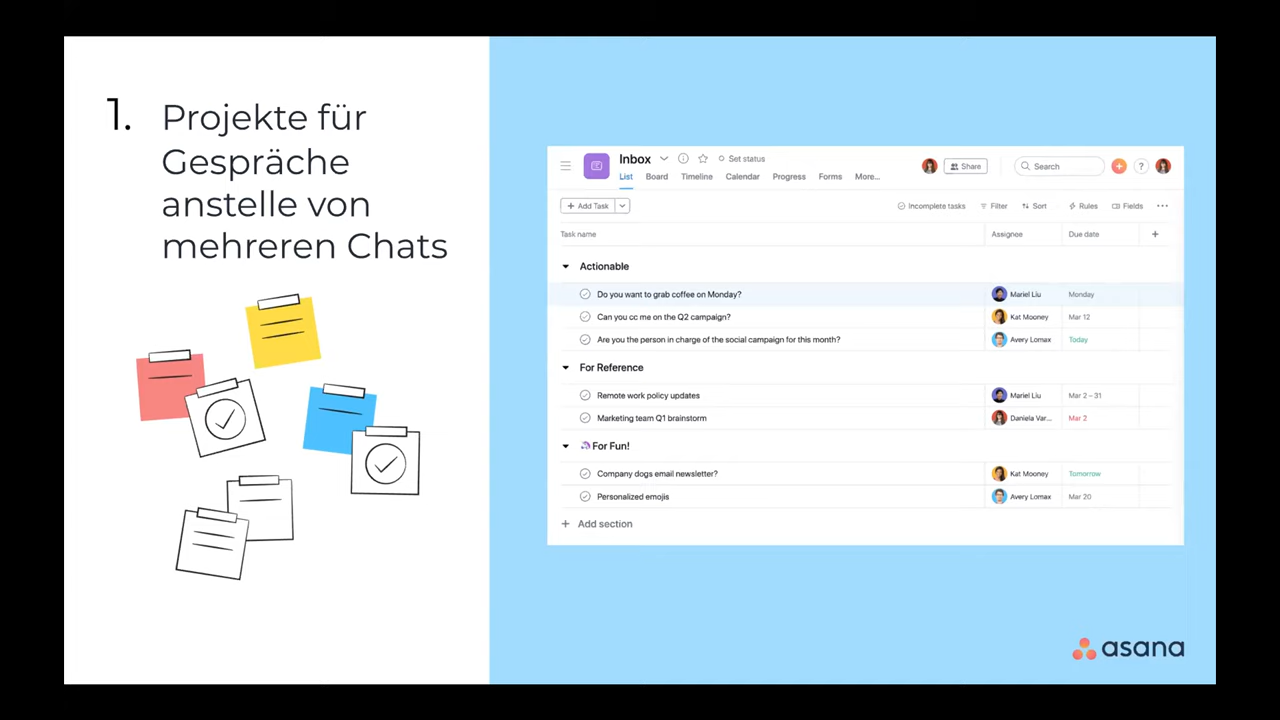 1. Projekte für
Gespräche
anstelle von
mehreren Chats
Inbox
Set status
Share
Search
+
?
List Board Timeline Calendar Progress Forms More...
+ Add Task
Incomplete tasks Filter Sort Rules Fields ...
Task name Assignee Due date +
Actionable
Do you want to grab coffee on Monday? Mariel Liu Monday
Can you cc me on the Q2 campaign? Kat Mooney Mar 12
Are you the person in charge of the social campaign for this month? Avery Lomax Today
For Reference
Remote work policy updates Mariel Liu Mar 2 – 31
Marketing team Q1 brainstorm Daniela Var... Mar 2
For Fun!
Company dogs email newsletter? Kat Mooney Tomorrow
Personalized emojis Avery Lomax Mar 20
+ Add section
asana